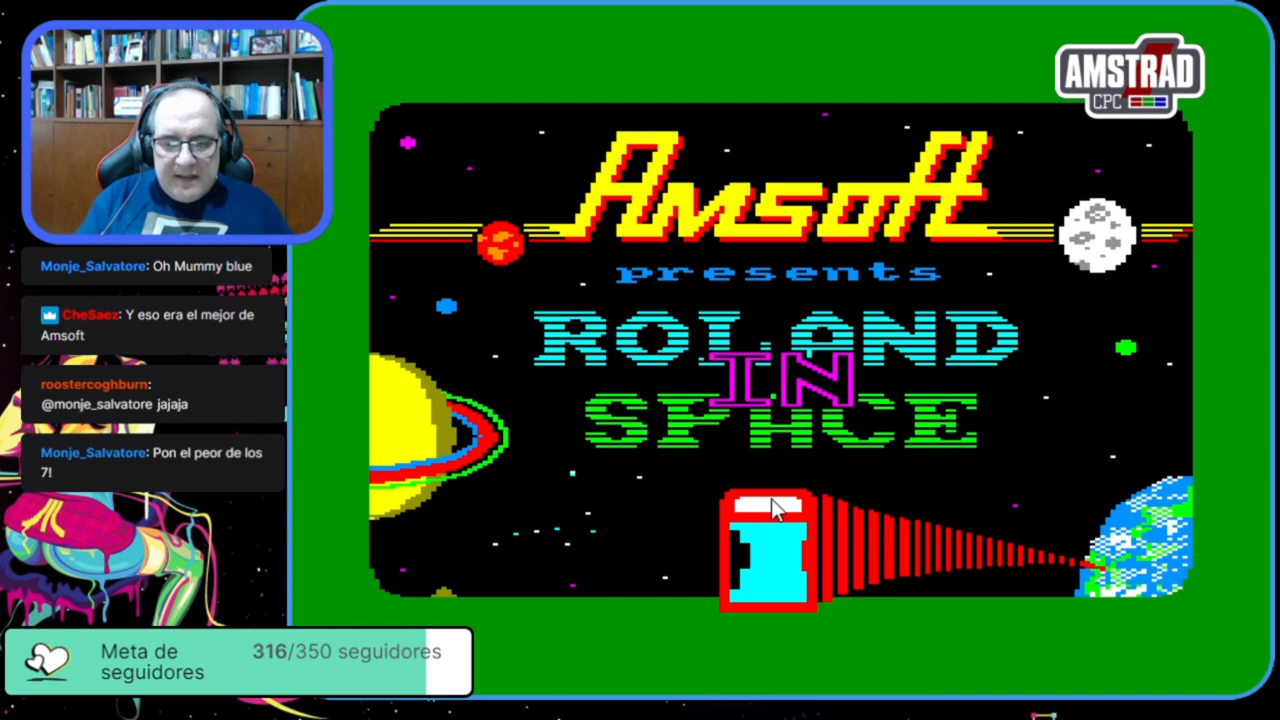 AMSTRAD
CPC
Amsoft
presents
ROLAND
IN
SPACE
Monje_Salvatore: Oh Mummy blue
CheSaez: Y eso era el mejor de
Amsoft
roostercoghburn:
@monje_salvatore jajaja
Monje_Salvatore: Pon el peor de los
7!
Meta de
seguidores
316/350 seguidores